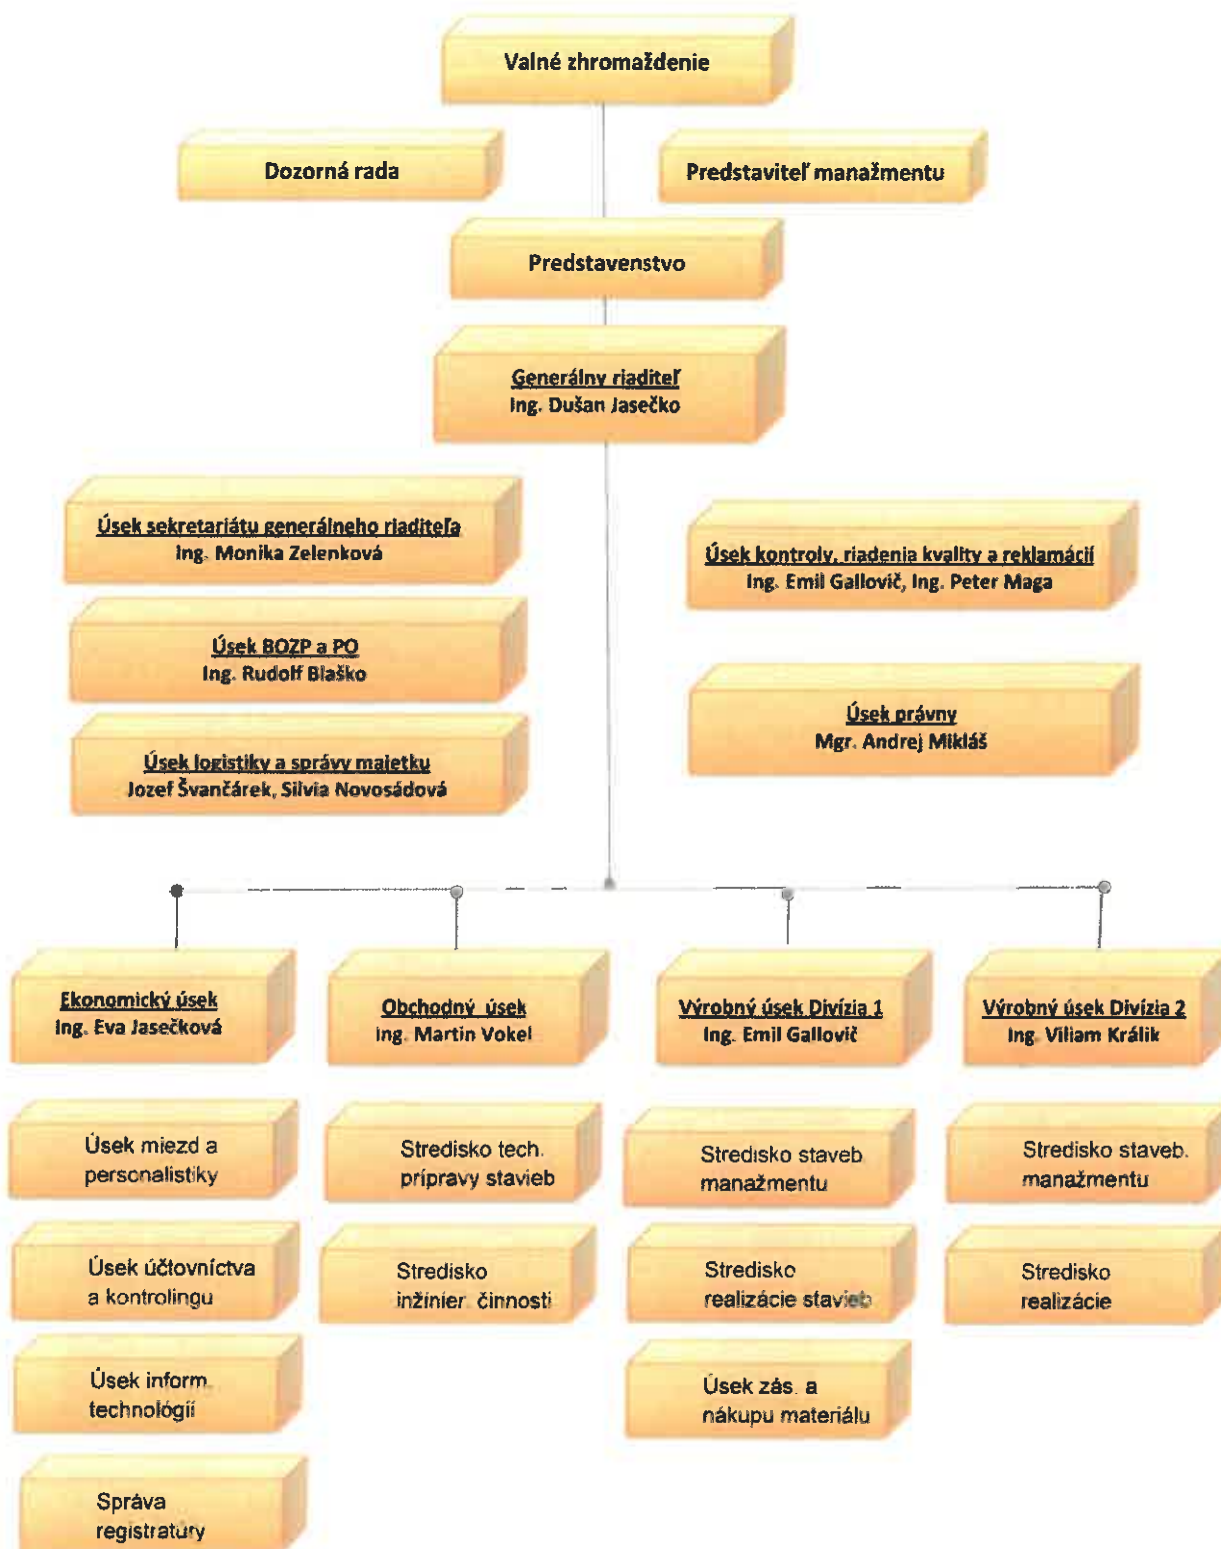 Valné zhromaždenie
Dozorná rada
Predstaviteľ manažmentu
Predstavenstvo
Generálny riaditeľ
Ing. Dušan Jasečko
Úsek sekretariátu generálneho riaditeľa
Ing. Monika Zelenková
Úsek kontroly, riadenia kvality a reklamácií
Ing. Emil Gallovič, Ing. Peter Maga
Úsek BOZP a PO
Ing. Rudolf Blaško
Úsek právny
Mgr. Andrej Mikláš
Úsek logistiky a správy majetku
Jozef Švančárek, Silvia Novosádová
Ekonomický úsek
Ing. Eva Jasečková
Obchodný úsek
Ing. Martin Vokel
Výrobný úsek Divízia 1
Ing. Emil Gallovič
Výrobný úsek Divízia 2
Ing. Viliam Králik
Úsek miezd a
personalistiky
Stredisko tech.
prípravy stavieb
Stredisko staveb.
manažmentu
Stredisko staveb.
manažmentu
Úsek účtovníctva
a kontrolingu
Stredisko
inžinier. činnosti
Stredisko
realizácie stavieb
Stredisko
realizácie
Úsek inform.
technológií
Úsek zás. a
nákupu materiálu
Správa
registratúry